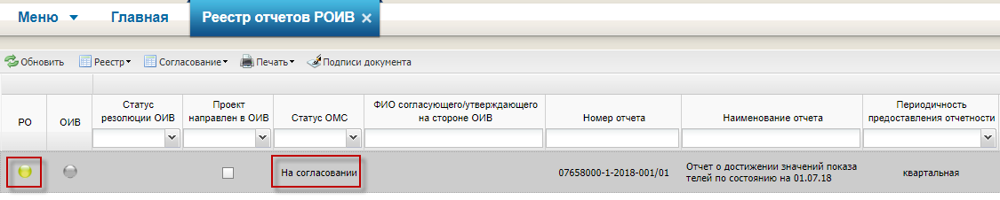 Меню Главная Реестр отчетов РОИВ
Обновить Реестр Согласование Печать Подписи документа
РО
ОИВ
Статус
резолюции ОИВ
Проект
направлен в ОИВ
Статус ОМС
ФИО согласующего/утверждающего
на стороне ОИВ
Номер отчета
Наименование отчета
Периодичность
предоставления отчетности
На согласовании
07658000-1-2018-001/01
Отчет о достижении значений показа
телей по состоянию на 01.07.18
квартальная